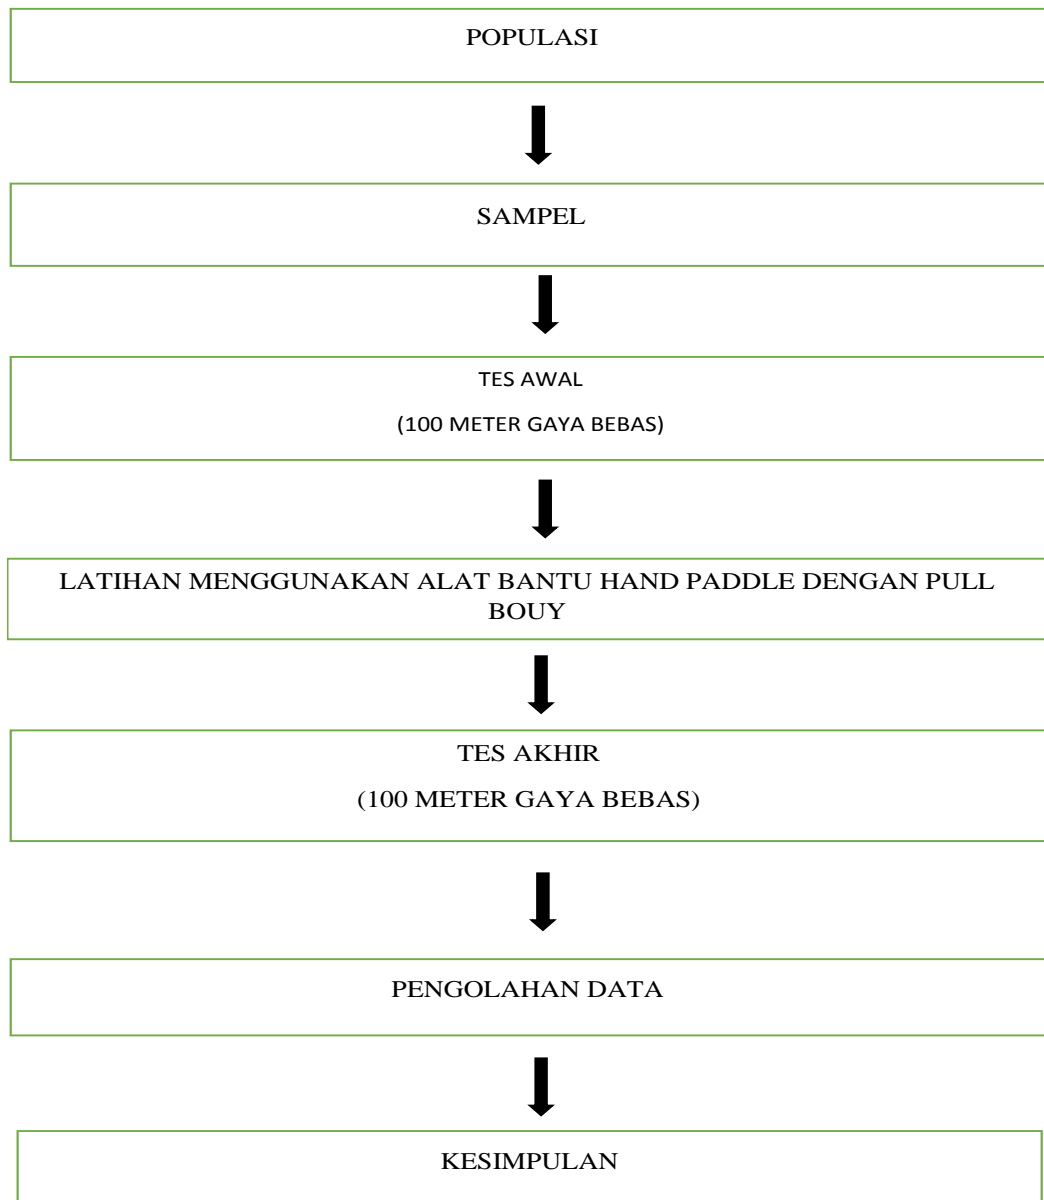 POPULASI
SAMPEL
TES AWAL
(100 METER GAYA BEBAS)
LATIHAN MENGGUNAKAN ALAT BANTU HAND PADDLE DENGAN PULL
BOUY
TES AKHIR
(100 METER GAYA BEBAS)
PENGOLAHAN DATA
KESIMPULAN